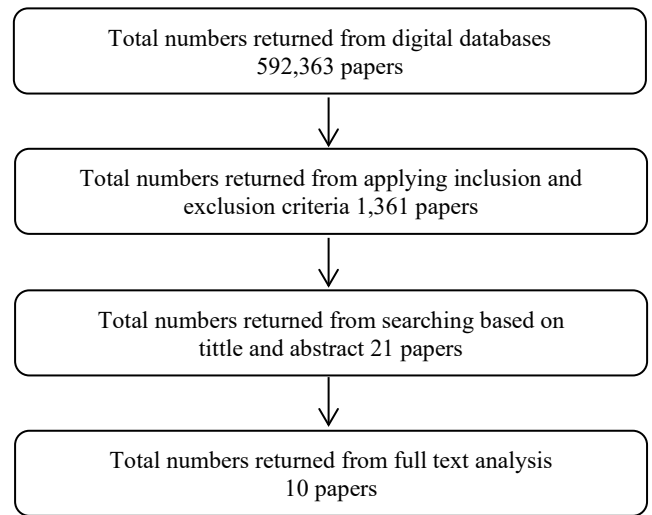 Total numbers returned from digital databases
592,363 papers
Total numbers returned from applying inclusion and
exclusion criteria 1,361 papers
Total numbers returned from searching based on
tittle and abstract 21 papers
Total numbers returned from full text analysis
10 papers